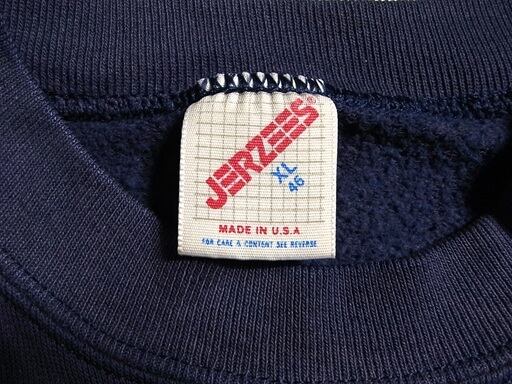 JERZEES®
XL
46
MADE IN U.S.A
FOR CARE & CONTENT SEE REVERSE